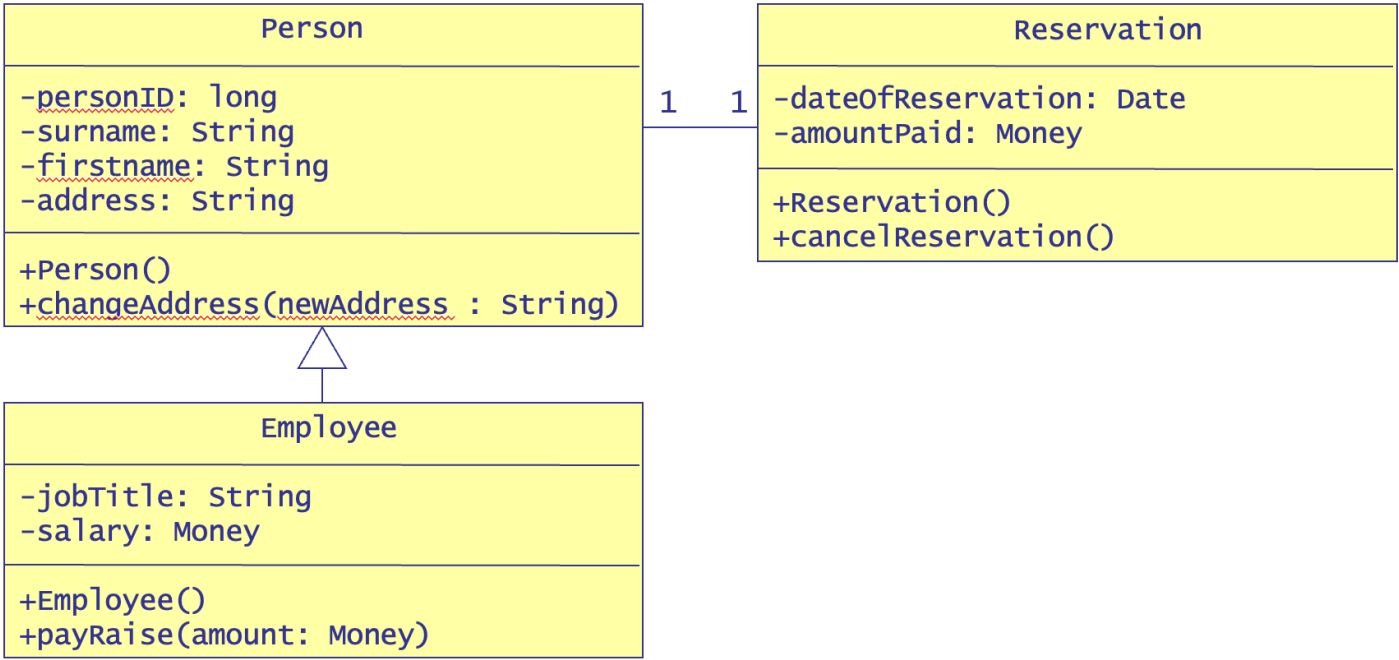 Person
-personID: long
-surname: String
-firstname: String
-address: String
+Person()
+changeAddress(newAddress : String)
1 1
Reservation
-dateOfReservation: Date
-amountPaid: Money
+Reservation()
+cancelReservation()
Employee
-jobTitle: String
-salary: Money
+Employee()
+payRaise(amount: Money)